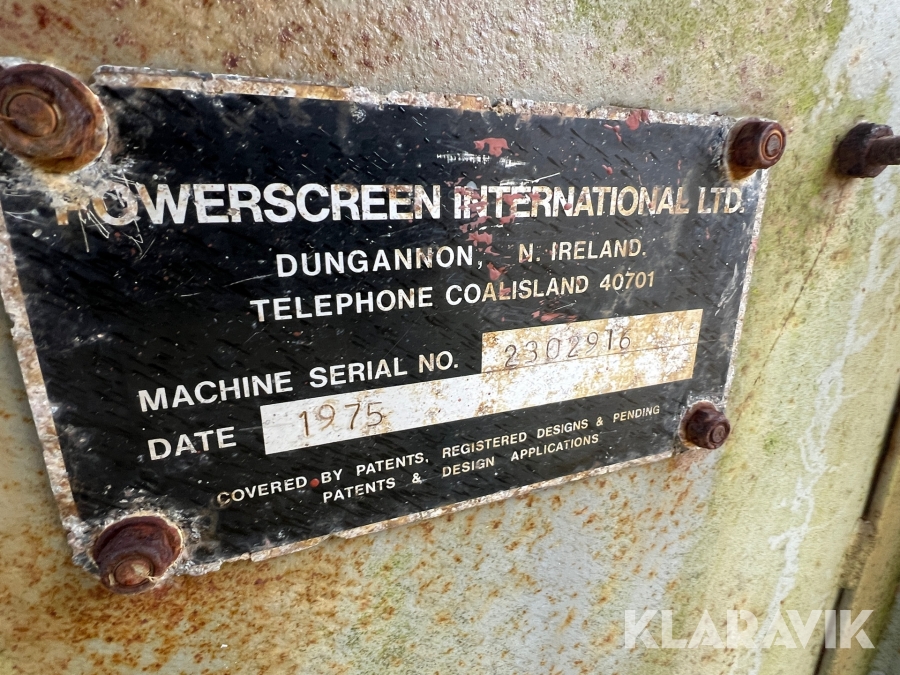 POWERSCREEN INTERNATIONAL LTD.
DUNGANNON, N. IRELAND.
TELEPHONE COALISLAND 40701
MACHINE SERIAL NO. 2302916
DATE 1975
COVERED BY PATENTS, REGISTERED DESIGNS & PENDING
PATENTS & DESIGN APPLICATIONS
KLARAVIK